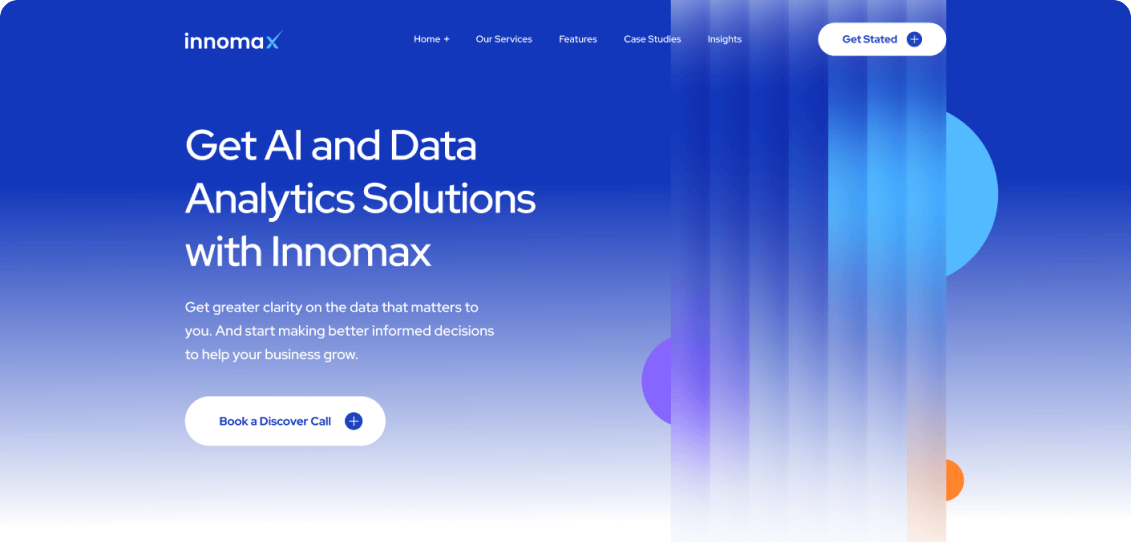 innomax
Home +
Our Services
Features
Case Studies
Insights
Get Stated
Get AI and Data
Analytics Solutions
with Innomax
Get greater clarity on the data that matters to
you. And start making better informed decisions
to help your business grow.
Book a Discover Call